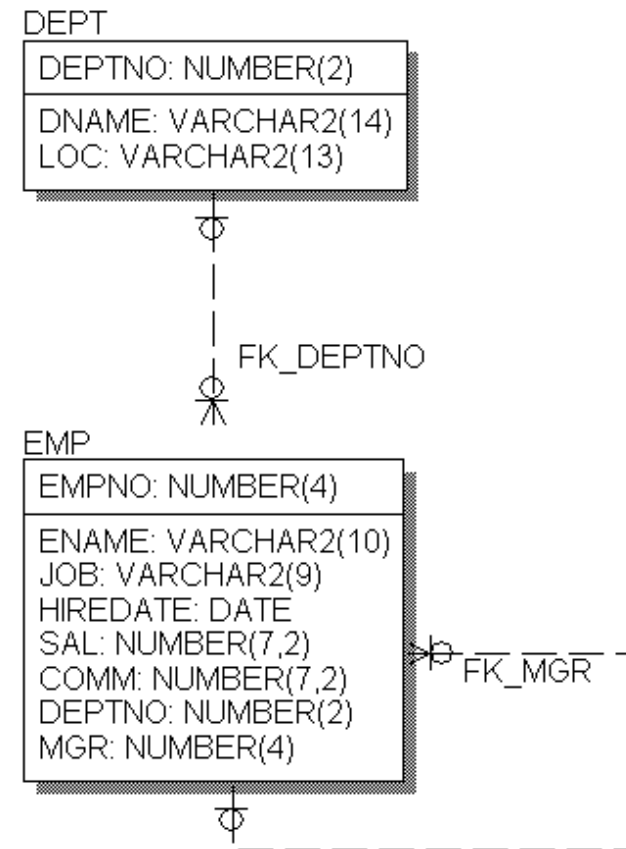 DEPT
DEPTNO: NUMBER(2)
DNAME: VARCHAR2(14)
LOC: VARCHAR2(13)
FK_DEPTNO
EMP
EMPNO: NUMBER(4)
ENAME: VARCHAR2(10)
JOB: VARCHAR2(9)
HIREDATE: DATE
SAL: NUMBER(7,2)
COMM: NUMBER(7,2)
DEPTNO: NUMBER(2)
MGR: NUMBER(4)
FK_MGR